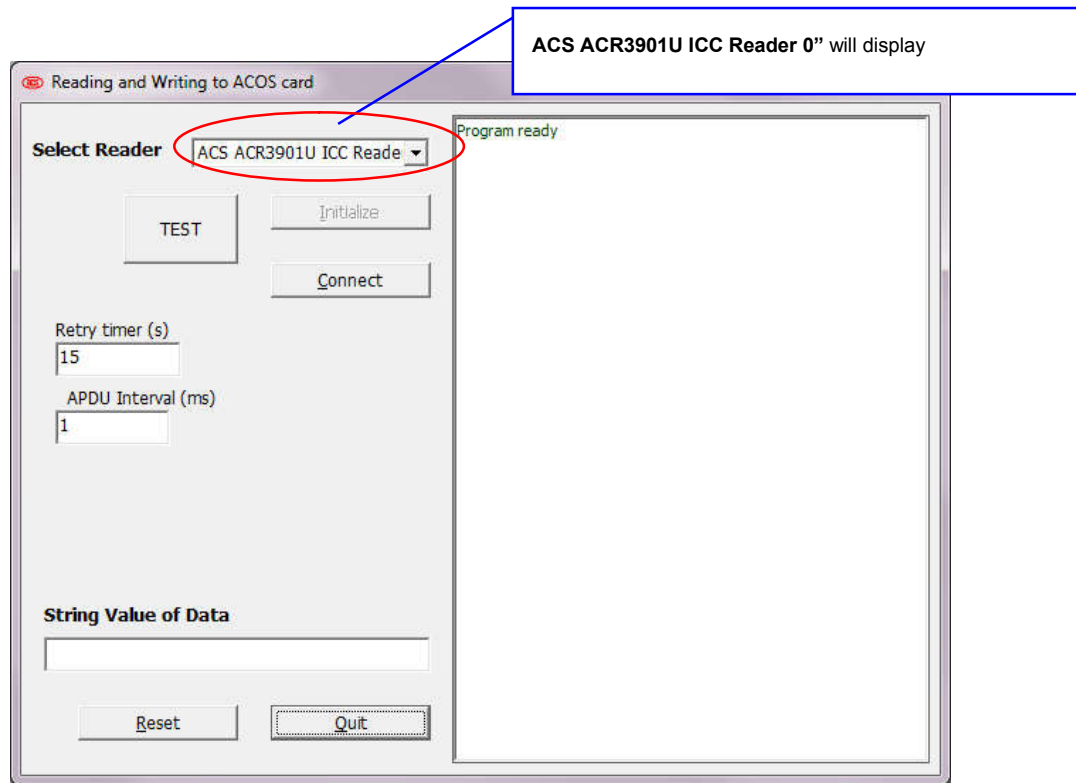 ACS ACR3901U ICC Reader 0” will display
Reading and Writing to ACOS card
Select Reader
ACS ACR3901U ICC Reade
Program ready
TEST
Initialize
Connect
Retry timer (s)
15
APDU Interval (ms)
1
String Value of Data
Reset
Quit